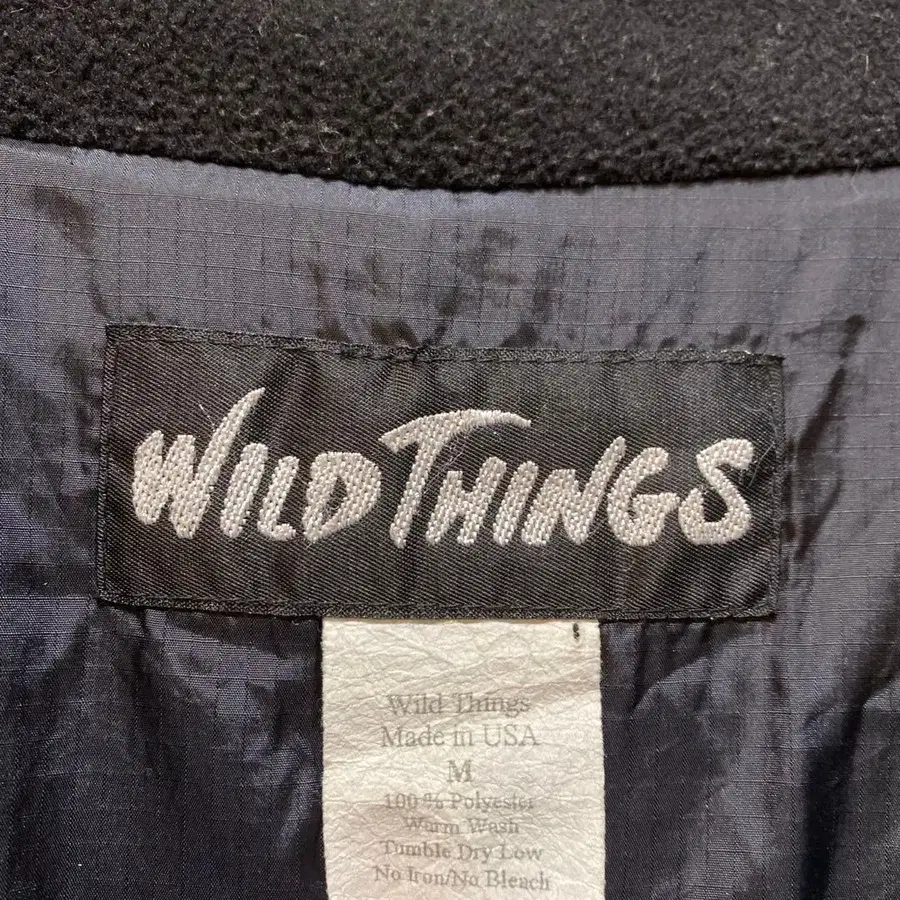 WILD THINGS
Wild Things
Made in USA
M
100% Polyester
Warm Wash
Tumble Dry Low
No Iron/No Bleach